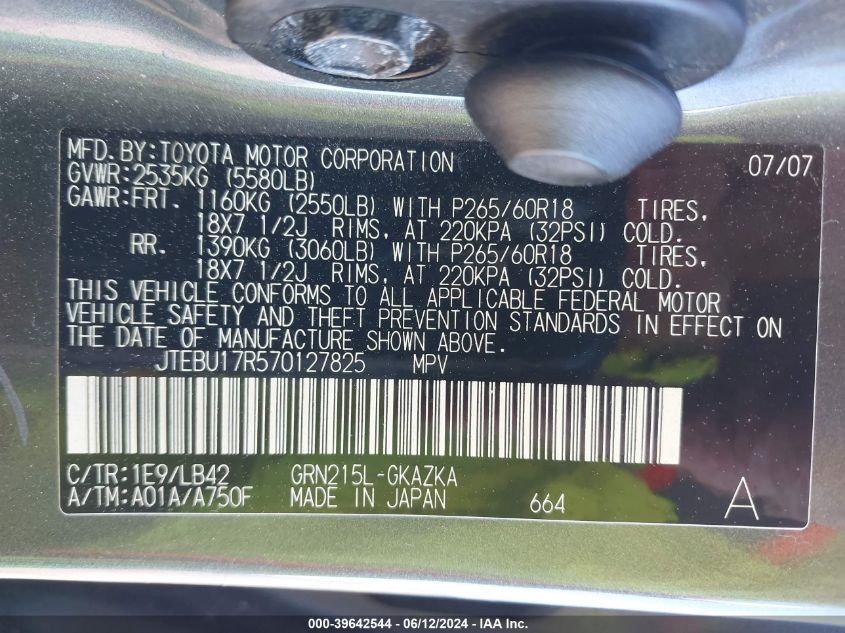 MFD.BY:TOYOTA MOTOR CORPORATION 07/07
GVWR:2535KG (5580LB)
GAWR:FRT. 1160KG (2550LB) WITH P265/60R18 TIRES,
18X7 1/2J RIMS, AT 220KPA (32PSI) COLD.
RR. 1390KG (3060LB) WITH P265/60R18 TIRES,
18X7 1/2J RIMS, AT 220KPA (32PSI) COLD.
THIS VEHICLE CONFORMS TO ALL APPLICABLE FEDERAL MOTOR
VEHICLE SAFETY AND THEFT PREVENTION STANDARDS IN EFFECT ON
THE DATE OF MANUFACTURE SHOWN ABOVE.
JTEBU17R570127825 MPV
C/TR:1E9/LB42 GRN215L-GKAZKA
A/TM:A01A/A750F MADE IN JAPAN 664 A
000-39642544 / 06/12/2024 - IAA Inc.